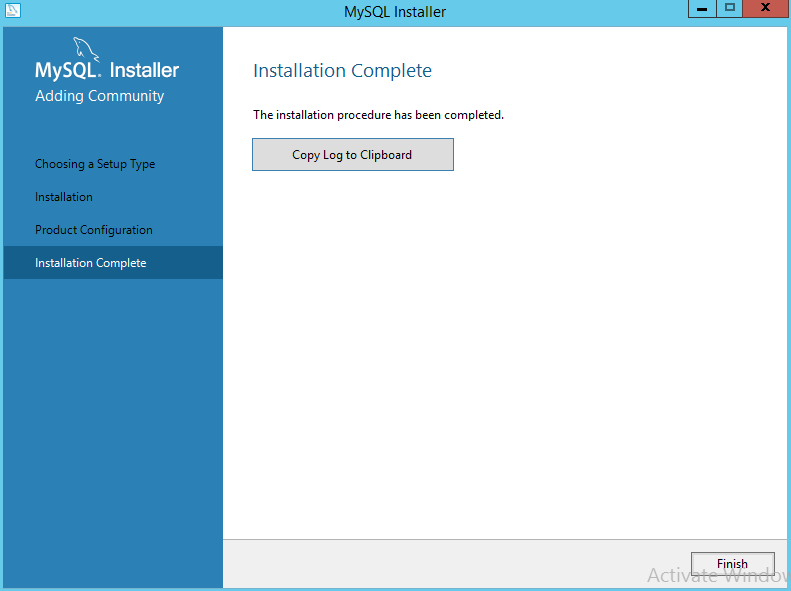 MySQL Installer
MySQL. Installer
Adding Community
Choosing a Setup Type
Installation
Product Configuration
Installation Complete
Installation Complete
The installation procedure has been completed.
Copy Log to Clipboard
Finish
Activate Window